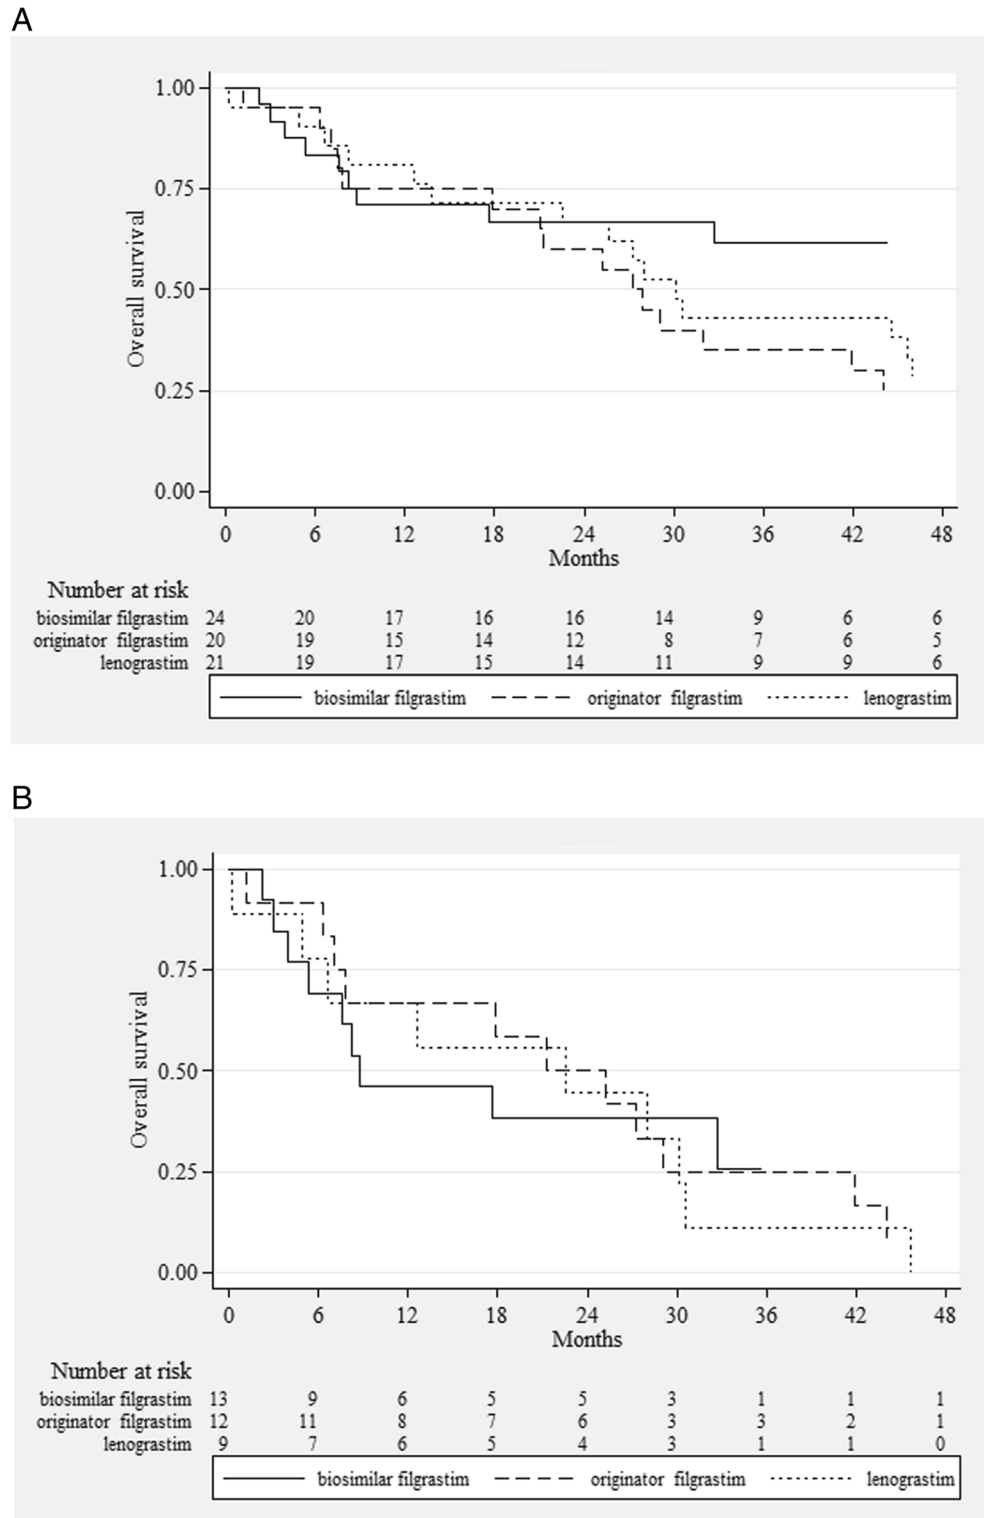 A
Overall survival
1.00
0.75
0.50
0.25
0.00
0 6 12 18 24 30 36 42 48
Months
Number at risk
biosimilar filgrastim 24 20 17 16 16 14 9 6 6
originator filgrastim 20 19 15 14 12 8 7 6 5
lenograstim 21 19 17 15 14 11 9 9 6
biosimilar filgrastim originator filgrastim lenograstim
B
Overall survival
1.00
0.75
0.50
0.25
0.00
0 6 12 18 24 30 36 42 48
Months
Number at risk
biosimilar filgrastim 13 9 6 5 5 3 1 1 1
originator filgrastim 12 11 8 7 6 3 3 2 1
lenograstim 9 7 6 5 4 3 1 1 0
biosimilar filgrastim originator filgrastim lenograstim